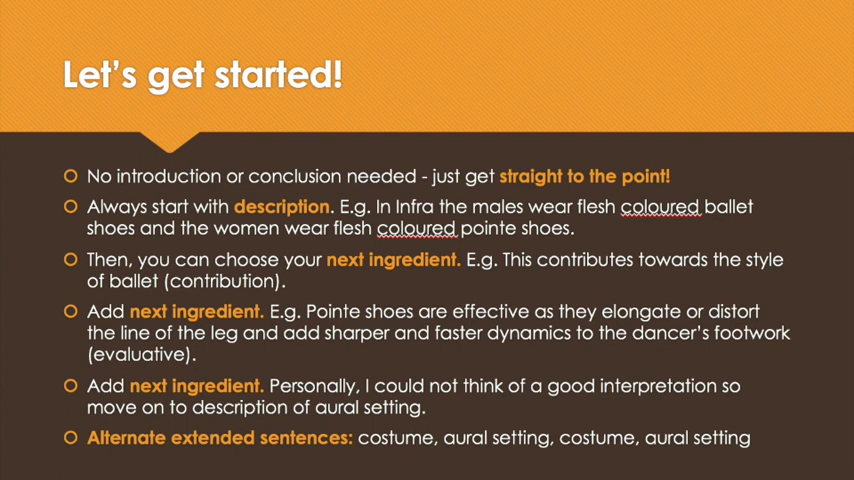 Let's get started!
No introduction or conclusion needed - just get straight to the point!
Always start with description. E.g. In Infra the males wear flesh coloured ballet
shoes and the women wear flesh coloured pointe shoes.
Then, you can choose your next ingredient. E.g. This contributes towards the style
of ballet (contribution).
Add next ingredient. E.g. Pointe shoes are effective as they elongate or distort
the line of the leg and add sharper and faster dynamics to the dancer's footwork
(evaluative).
Add next ingredient. Personally, I could not think of a good interpretation so
move on to description of aural setting.
Alternate extended sentences: costume, aural setting, costume, aural setting